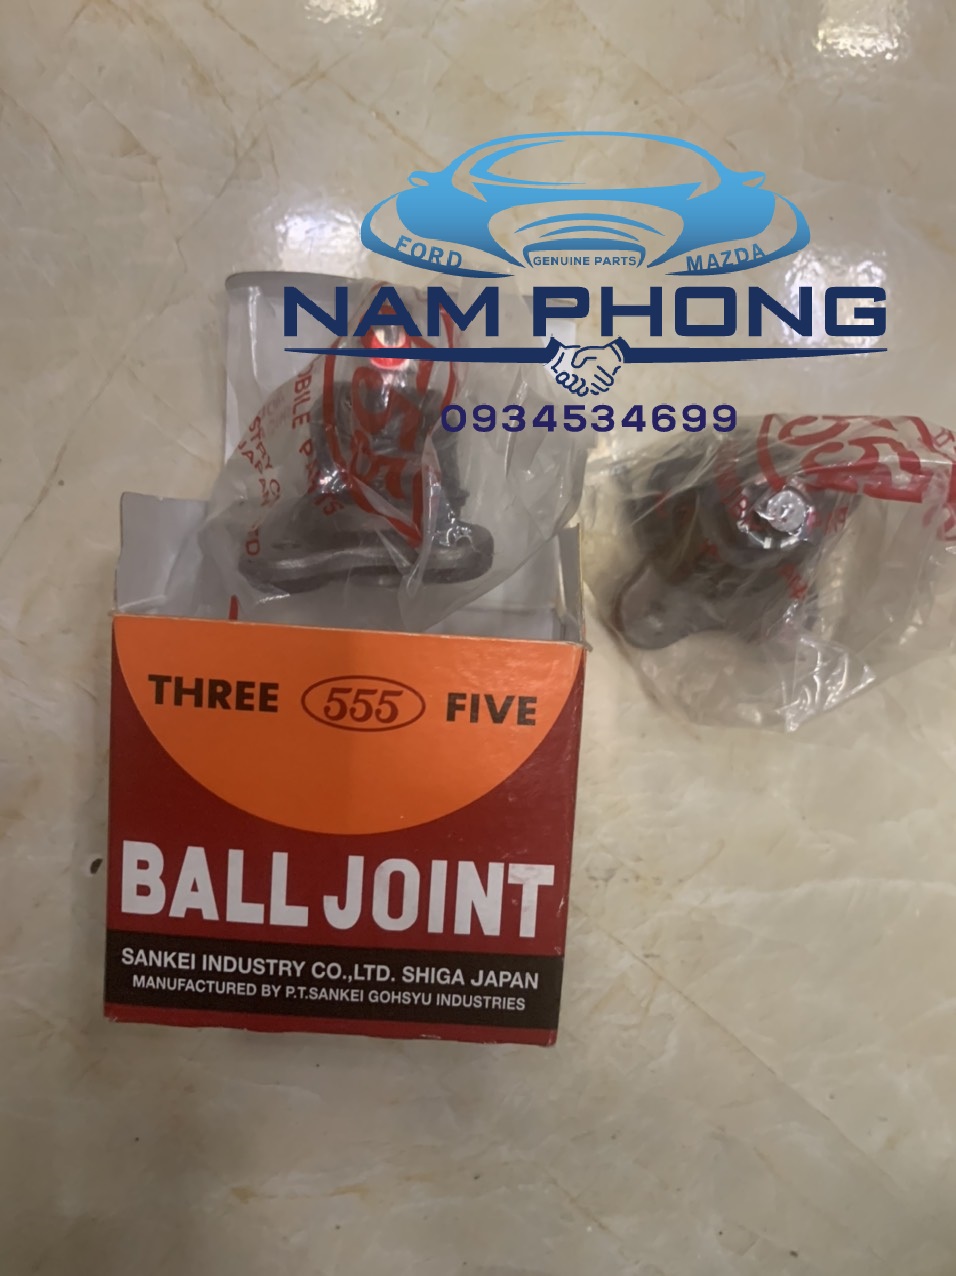 FORD
GENUINE PARTS
MAZDA
NAM PHONG
0934534699
555
THREE 555 FIVE
BALL JOINT
SANKEI INDUSTRY CO.,LTD. SHIGA JAPAN
MANUFACTURED BY P.T.SANKEI GOHSYU INDUSTRIES